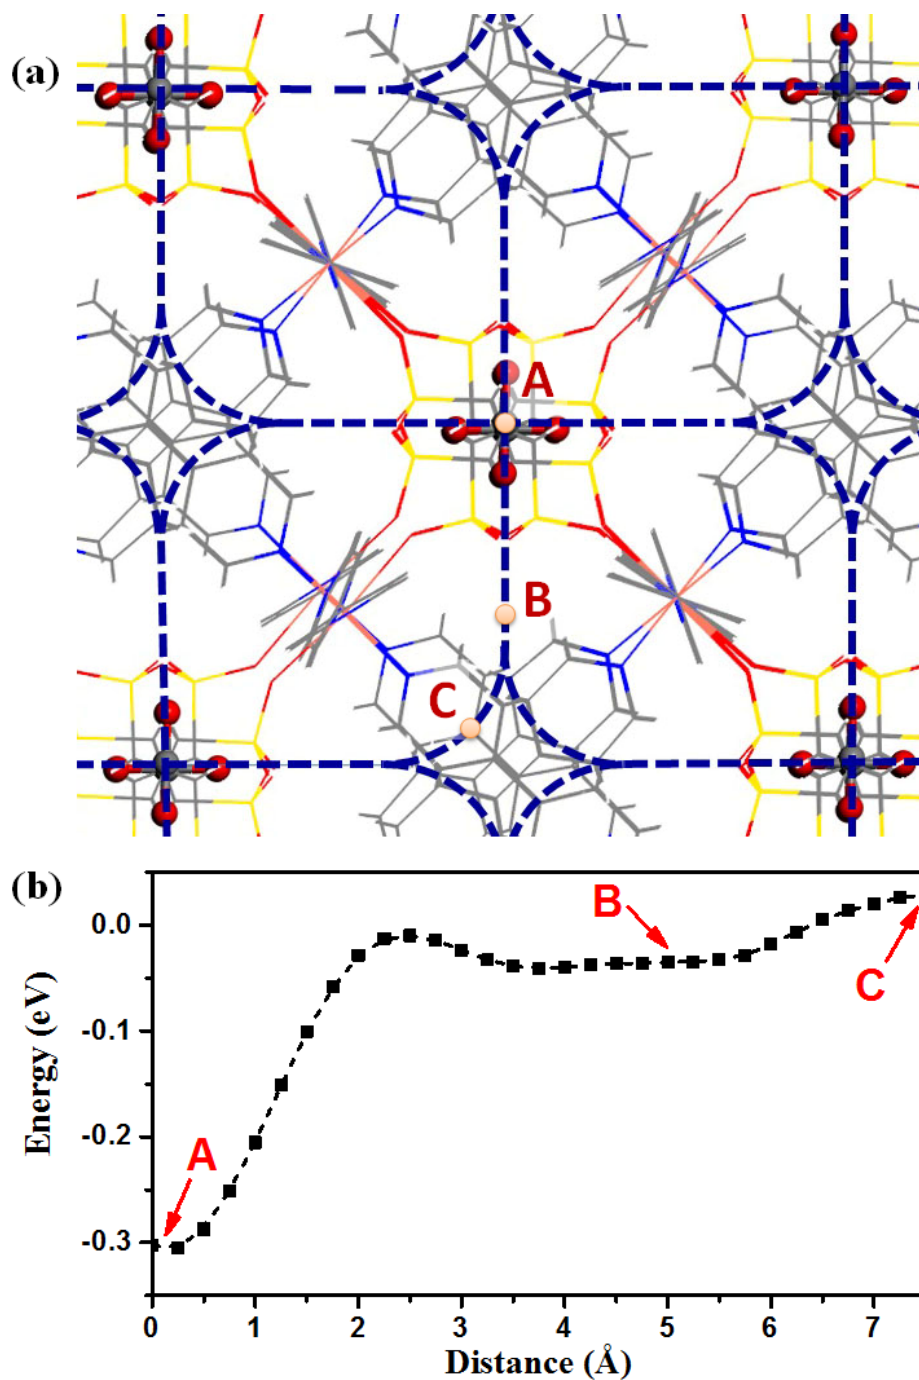 (a)
A
B
C
(b)
Energy (eV)
0.0
-0.1
-0.2
-0.3
A
B
C
0 1 2 3 4 5 6 7
Distance (Å)